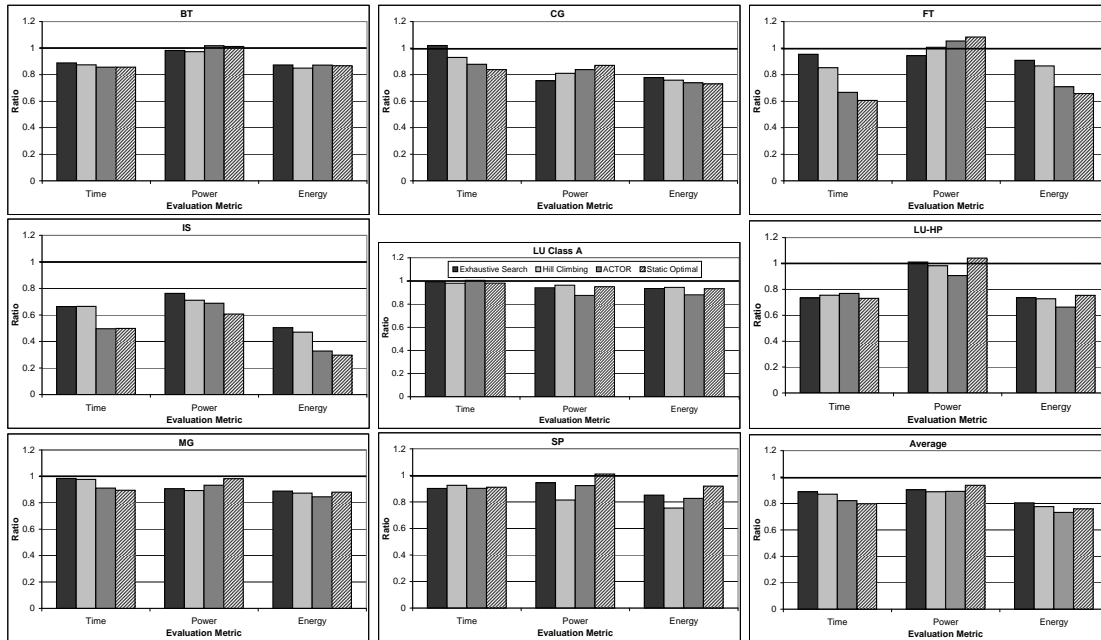 BT
1.2
1
0.8
0.6
0.4
0.2
0
Ratio
Time Power Energy
Evaluation Metric
CG
1.2
1
0.8
0.6
0.4
0.2
0
Ratio
Time Power Energy
Evaluation Metric
FT
1.2
1
0.8
0.6
0.4
0.2
0
Ratio
Time Power Energy
Evaluation Metric
IS
1.2
1
0.8
0.6
0.4
0.2
0
Ratio
Time Power Energy
Evaluation Metric
LU Class A
Exhaustive Search Hill Climbing ACTOR Static Optimal
1.2
1
0.8
0.6
0.4
0.2
0
Ratio
Time Power Energy
Evaluation Metric
LU-HP
1.2
1
0.8
0.6
0.4
0.2
0
Ratio
Time Power Energy
Evaluation Metric
MG
1.2
1
0.8
0.6
0.4
0.2
0
Ratio
Time Power Energy
Evaluation Metric
SP
1.2
1
0.8
0.6
0.4
0.2
0
Ratio
Time Power Energy
Evaluation Metric
Average
1.2
1
0.8
0.6
0.4
0.2
0
Ratio
Time Power Energy
Evaluation Metric